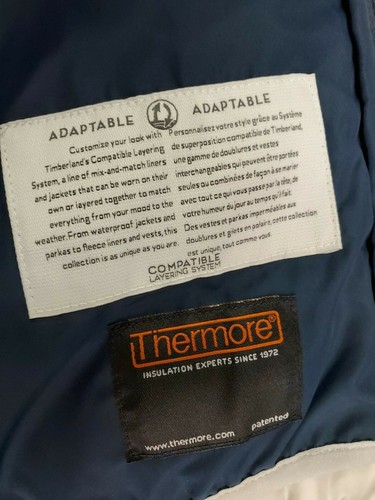 ADAPTABLE ADAPTABLE
Customize your look with
Timberland's Compatible Layering
System, a line of mix-and-match liners
and jackets that can be worn on their
own or layered together to match
everything from your mood to the
weather. From waterproof jackets and
parkas to fleece liners and vests, this
collection is as unique as you are.
Personnalisez votre style grâce au Système
de superposition compatible de Timberland,
une gamme de doublures et vestes
interchangeables qui peuvent être portées
seules ou combinées de façon à marier
avec tout ce qui vous passe par la tête, de
votre humeur du jour au temps qu'il fait.
Des vestes et parkas imperméables aux
doublures et gilets en polaire, cette collection
est unique, tout comme vous.
COMPATIBLE
LAYERING SYSTEM
Thermore®
INSULATION EXPERTS SINCE 1972
patented
www.thermore.com